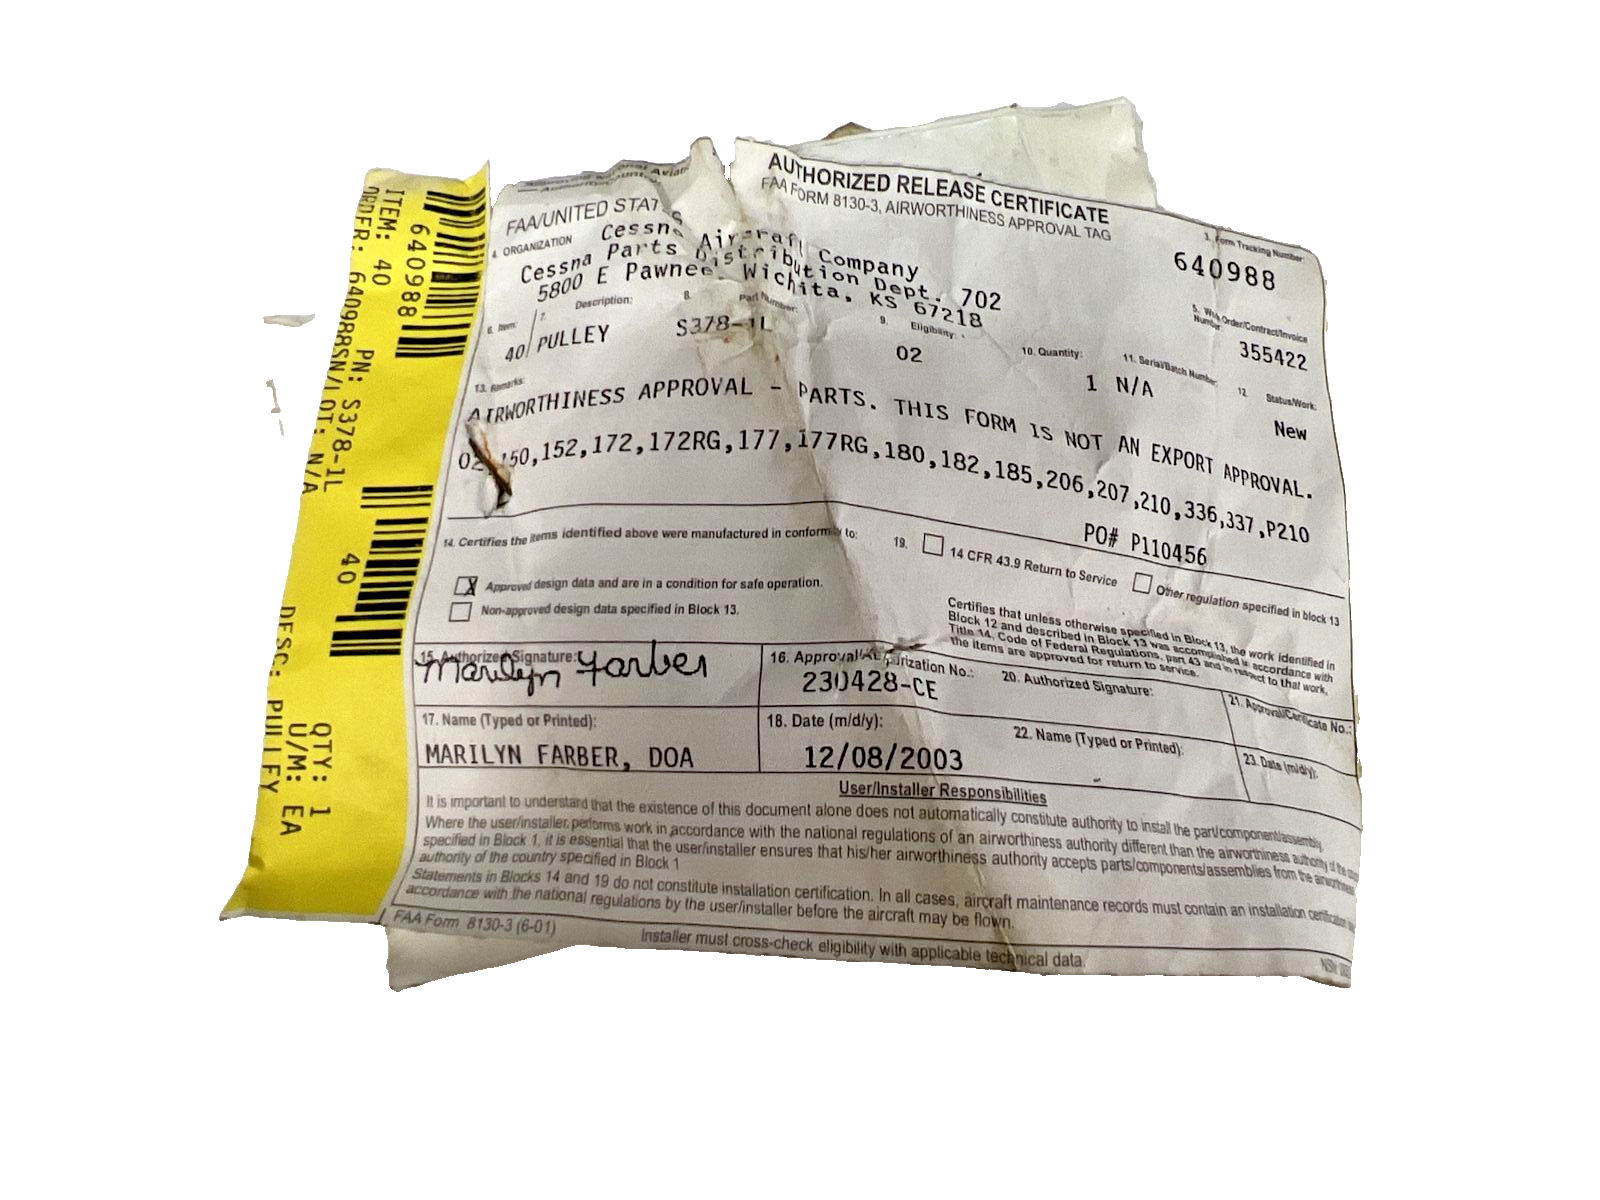 ITEM: 40
640988
ORDER: 640988SN/LOT: N/A
PN: S378-1L
40
DESC: PULLEY
QTY: 1
U/M: EA
Approving National Aviation
Authority/Country
AUTHORIZED RELEASE CERTIFICATE
FAA FORM 8130-3, AIRWORTHINESS APPROVAL TAG
FAA/UNITED STATES
3. Form Tracking Number:
640988
4. ORGANIZATION
Cessna Aircraft Company
Cessna Parts Distribution Dept. 702
5800 E Pawnee, Wichita, KS 67218
5. Work Order/Contract/Invoice
Number:
355422
6. Item:
7. Description:
8. Part Number:
9. Eligibility:
10. Quantity:
11. Serial/Batch Number:
12. Status/Work:
40 PULLEY S378-1L 02 1 N/A New
13. Remarks:
AIRWORTHINESS APPROVAL - PARTS. THIS FORM IS NOT AN EXPORT APPROVAL.
02 150,152,172,172RG,177,177RG,180,182,185,206,207,210,336,337,P210
PO# P110456
14. Certifies the items identified above were manufactured in conformity to:
Approved design data and are in a condition for safe operation.
Non-approved design data specified in Block 13.
19. 14 CFR 43.9 Return to Service Other regulation specified in block 13
Certifies that unless otherwise specified in Block 13, the work identified in
Block 12 and described in Block 13 was accomplished in accordance with
Title 14, Code of Federal Regulations, part 43 and in respect to that work,
the items are approved for return to service.
15. Authorized Signature:
Marilyn Farber
16. Approval/Authorization No.:
230428-CE
20. Authorized Signature:
21. Approval/Certificate No.:
17. Name (Typed or Printed):
MARILYN FARBER, DOA
18. Date (m/d/y):
12/08/2003
22. Name (Typed or Printed):
23. Date (m/d/y):
User/Installer Responsibilities
It is important to understand that the existence of this document alone does not automatically constitute authority to install the part/component/assembly.
Where the user/installer performs work in accordance with the national regulations of an airworthiness authority different than the airworthiness authority of the country
specified in Block 1, it is essential that the user/installer ensures that his/her airworthiness authority accepts parts/components/assemblies from the airworthiness
authority of the country specified in Block 1
Statements in Blocks 14 and 19 do not constitute installation certification. In all cases, aircraft maintenance records must contain an installation certification
accordance with the national regulations by the user/installer before the aircraft may be flown.
FAA Form 8130-3 (6-01)
Installer must cross-check eligibility with applicable technical data.